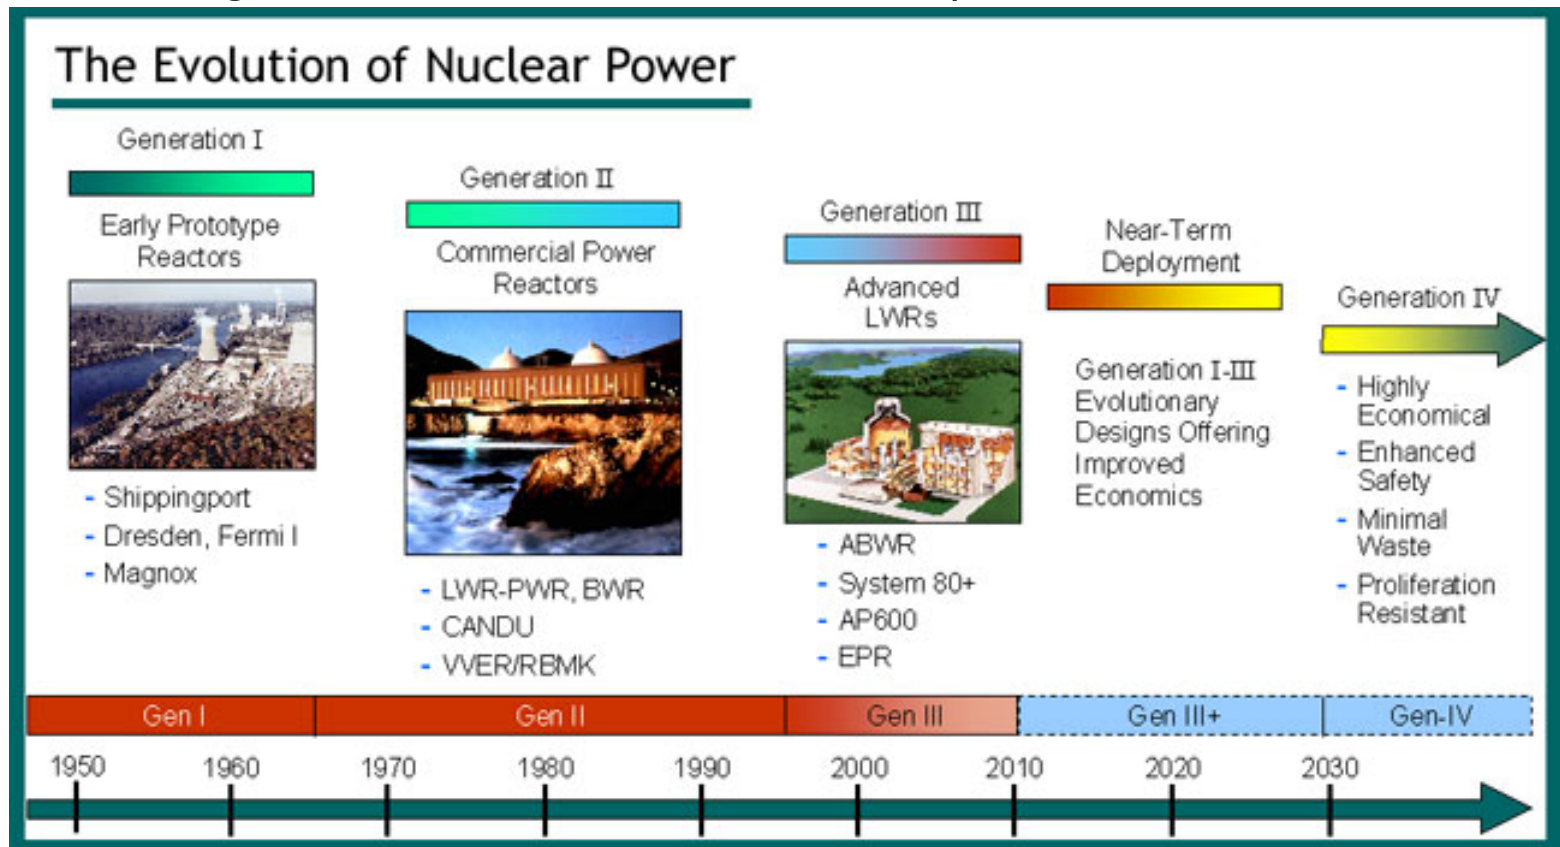 The Evolution of Nuclear Power
Generation I
Early Prototype
Reactors
- Shippingport
- Dresden, Fermi I
- Magnox
Generation II
Commercial Power
Reactors
- LWR-PWR, BWR
- CANDU
- VVER/RBMK
Generation III
Advanced
LWRs
- ABWR
- System 80+
- AP600
- EPR
Near-Term
Deployment
Generation I-III
Evolutionary
Designs Offering
Improved
Economics
Generation IV
- Highly
Economical
- Enhanced
Safety
- Minimal
Waste
- Proliferation
Resistant
Gen I
Gen II
Gen III
Gen III+
Gen-IV
1950
1960
1970
1980
1990
2000
2010
2020
2030